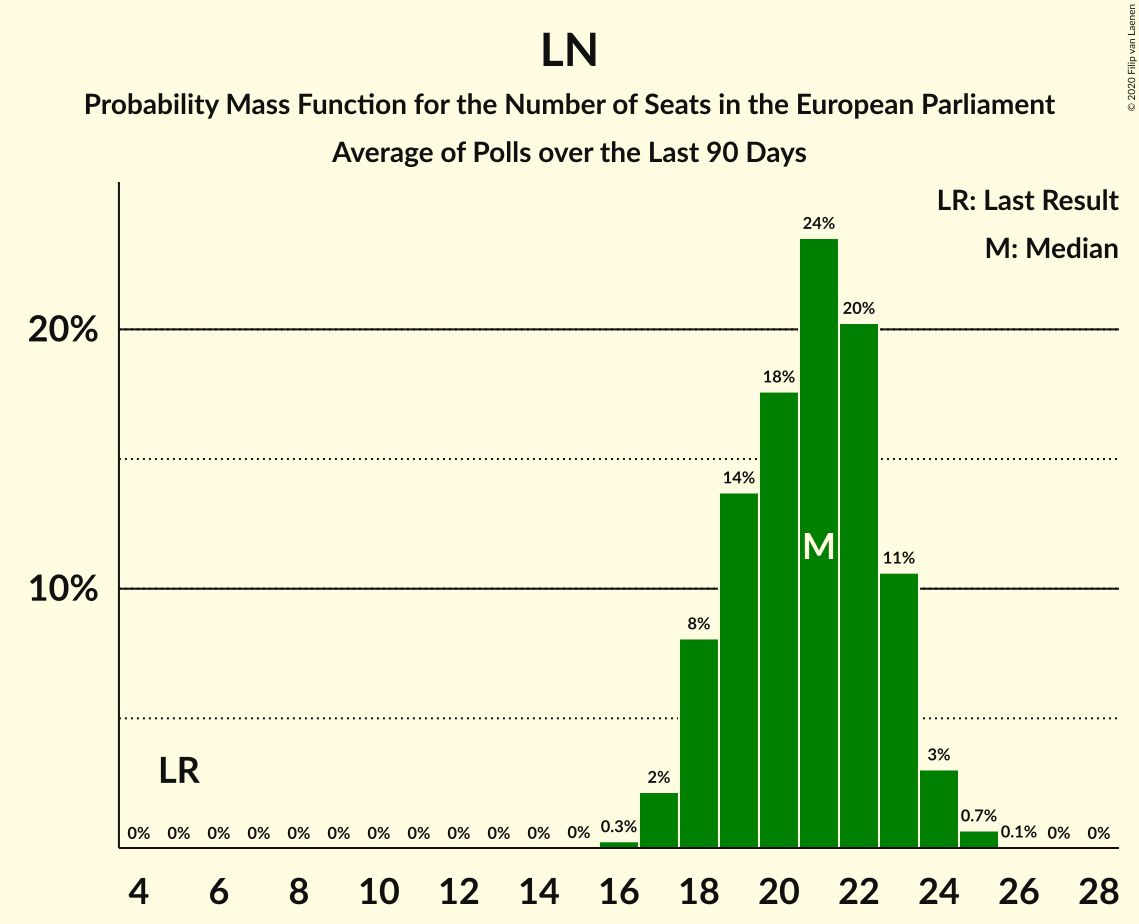 LN
Probability Mass Function for the Number of Seats in the European Parliament
Average of Polls over the Last 90 Days
© 2020 Filip van Laenen
LR: Last Result
M: Median
24%
20%
20%
18%
14%
M
11%
10%
8%
LR
3%
2%
0% 0% 0% 0% 0% 0% 0% 0% 0% 0% 0% 0% 0.3% 0.7% 0.1% 0% 0%
4 6 8 10 12 14 16 18 20 22 24 26 28